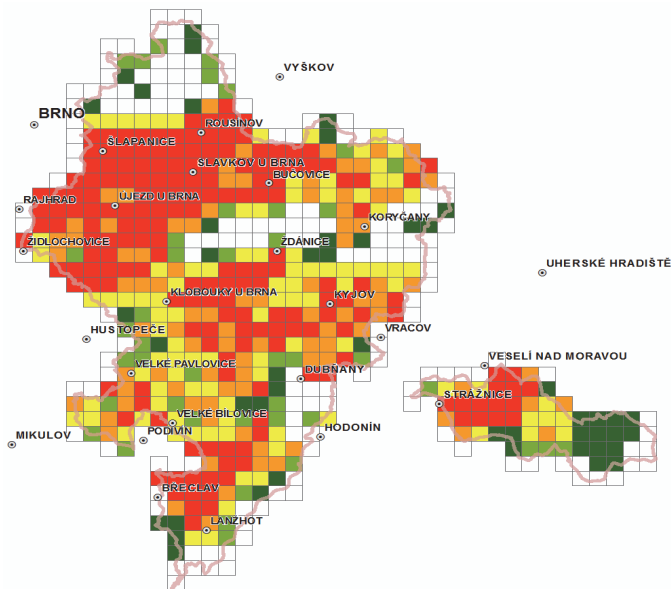 VYŠKOV
BRNO
ROUSÍNOV
ŠLAPANICE
SLAVKOV U BRNA
BUČOVICE
ÚJEZD U BRNA
RAJHRAD
KORYČANY
ŽIDLOCHOVICE
ŽDÁNICE
UHERSKÉ HRADIŠTĚ
KLOBOUKY U BRNA
KYJOV
HUSTOPEČE
VRACOV
VESELÍ NAD MORAVOU
VELKÉ PAVLOVICE
DUBŇANY
STRÁŽNICE
VELKÉ BÍLOVICE
HODONÍN
MIKULOV
PODIVÍN
BŘECLAV
LANŽHOT